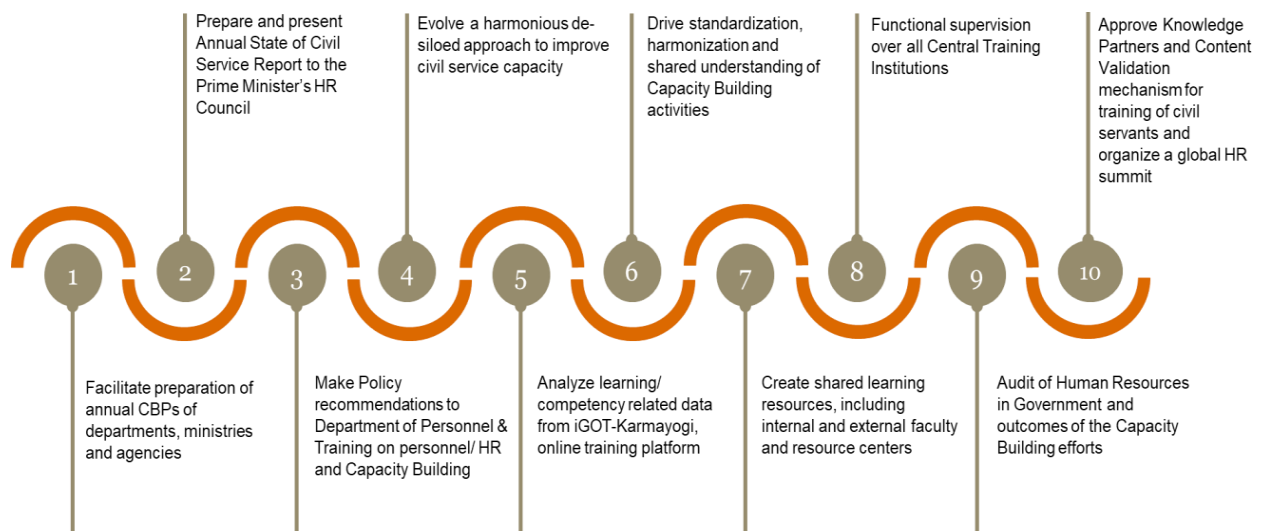 1
Facilitate preparation of
annual CBPs of
departments, ministries
and agencies
2
Prepare and present
Annual State of Civil
Service Report to the
Prime Minister’s HR
Council
3
Make Policy
recommendations to
Department of Personnel &
Training on personnel/ HR
and Capacity Building
4
Evolve a harmonious de-
siloed approach to improve
civil service capacity
5
Analyze learning/
competency related data
from iGOT-Karmayogi,
online training platform
6
Drive standardization,
harmonization and
shared understanding of
Capacity Building
activities
7
Create shared learning
resources, including
internal and external faculty
and resource centers
8
Functional supervision
over all Central Training
Institutions
9
Audit of Human Resources
in Government and
outcomes of the Capacity
Building efforts
10
Approve Knowledge
Partners and Content
Validation
mechanism for
training of civil
servants and
organize a global HR
summit